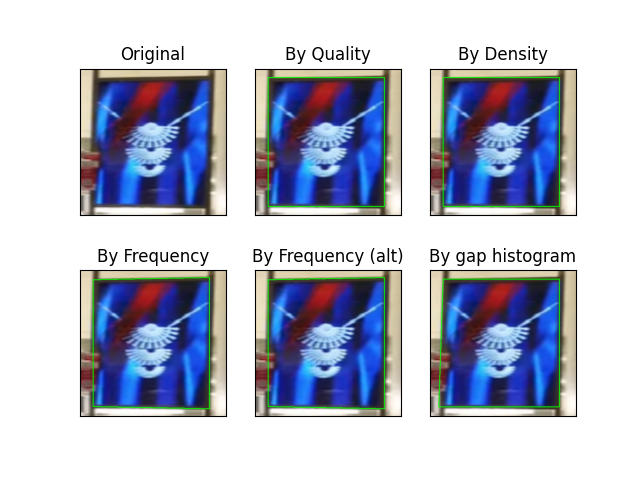 Original
By Quality
By Density
By Frequency
By Frequency (alt)
By gap histogram